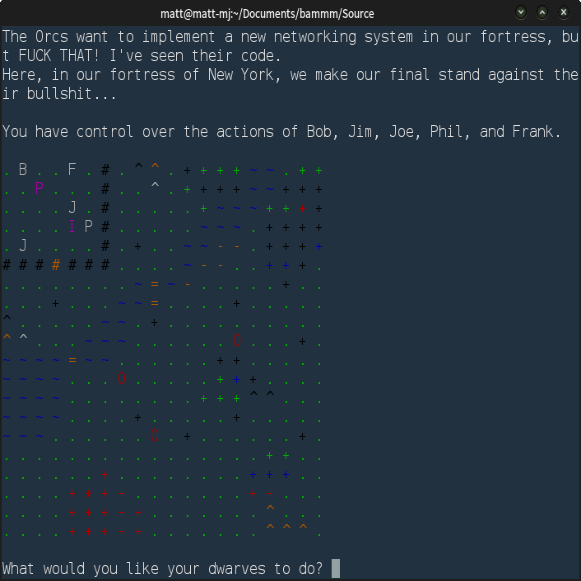 matt@matt-mj:~/Documents/bammm/Source
The Orcs want to implement a new networking system in our fortress, bu
t FUCK THAT! I've seen their code.
Here, in our fortress of New York, we make our final stand against the
ir bullshit...
You have control over the actions of Bob, Jim, Joe, Phil, and Frank.
. B . . F . # . ^ ^ . + + + + ~ ~ . + +
. . P . . . # . . ^ . + + + + ~ ~ + + +
. . . . J . # . . . . . + ~ ~ ~ + + + +
. . . . I P # . . . . . ~ ~ ~ . + + + +
. J . . . . # . + . . ~ ~ - - . + + + +
# # # # # # # . . . . ~ - - . . + + + .
. . . . . . . . ~ = ~ - . . . . . + . .
. . . + . . . ~ ~ = . . . . + . . . . .
^ . . . . . ~ ~ . + . . . . . . . . . .
^ ^ . . . ~ ~ ~ . . . . . . O . . . + .
~ ~ ~ ~ = ~ ~ . . . . . . + + . . . . .
~ ~ ~ ~ . . . O . . . . . + + + . . . .
~ ~ ~ ~ . . . . . . . . + + + ^ ^ . . .
~ ~ ~ ~ . . . . + . . . . . + . . . . .
~ ~ ~ . . . . . . O . + . . . . . . + .
. . . . . . . . . . . . . . . . + + . .
. . . . . . + . . . . . . . . + + + . .
. . . . + + + . . . . . . . . . . . .
. . . . + + + + + . . . . . . . ^ . . .
. . . . + + + . . . . . . . . ^ ^ ^ .
What would you like your dwarves to do?